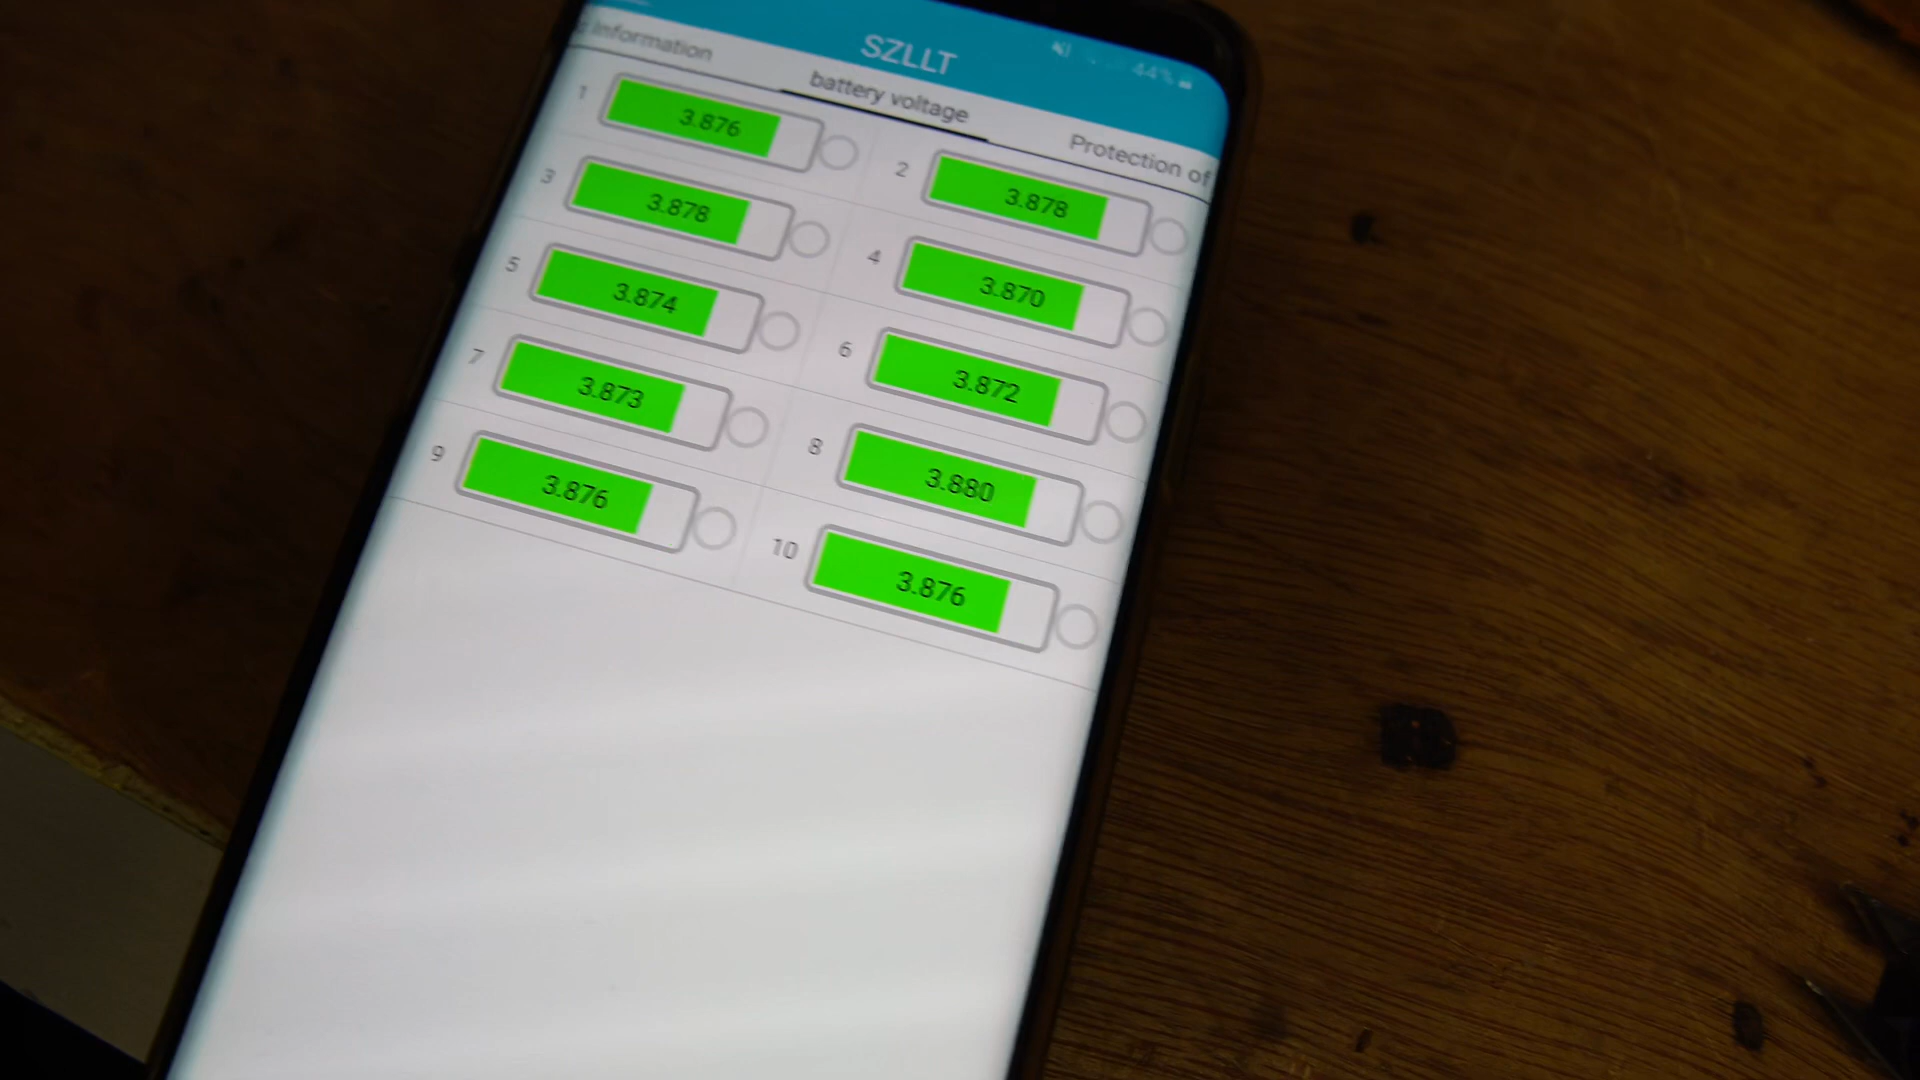 SZLLT
44%
Information
battery voltage
Protection of
1 3.876
2 3.878
3 3.878
4 3.870
5 3.874
6 3.872
7 3.873
8 3.880
9 3.876
10 3.876